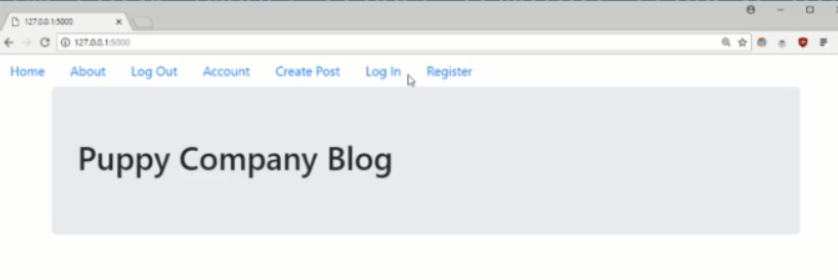 127.0.0.1:5000
127.0.0.1:5000
Home About Log Out Account Create Post Log In Register
Puppy Company Blog